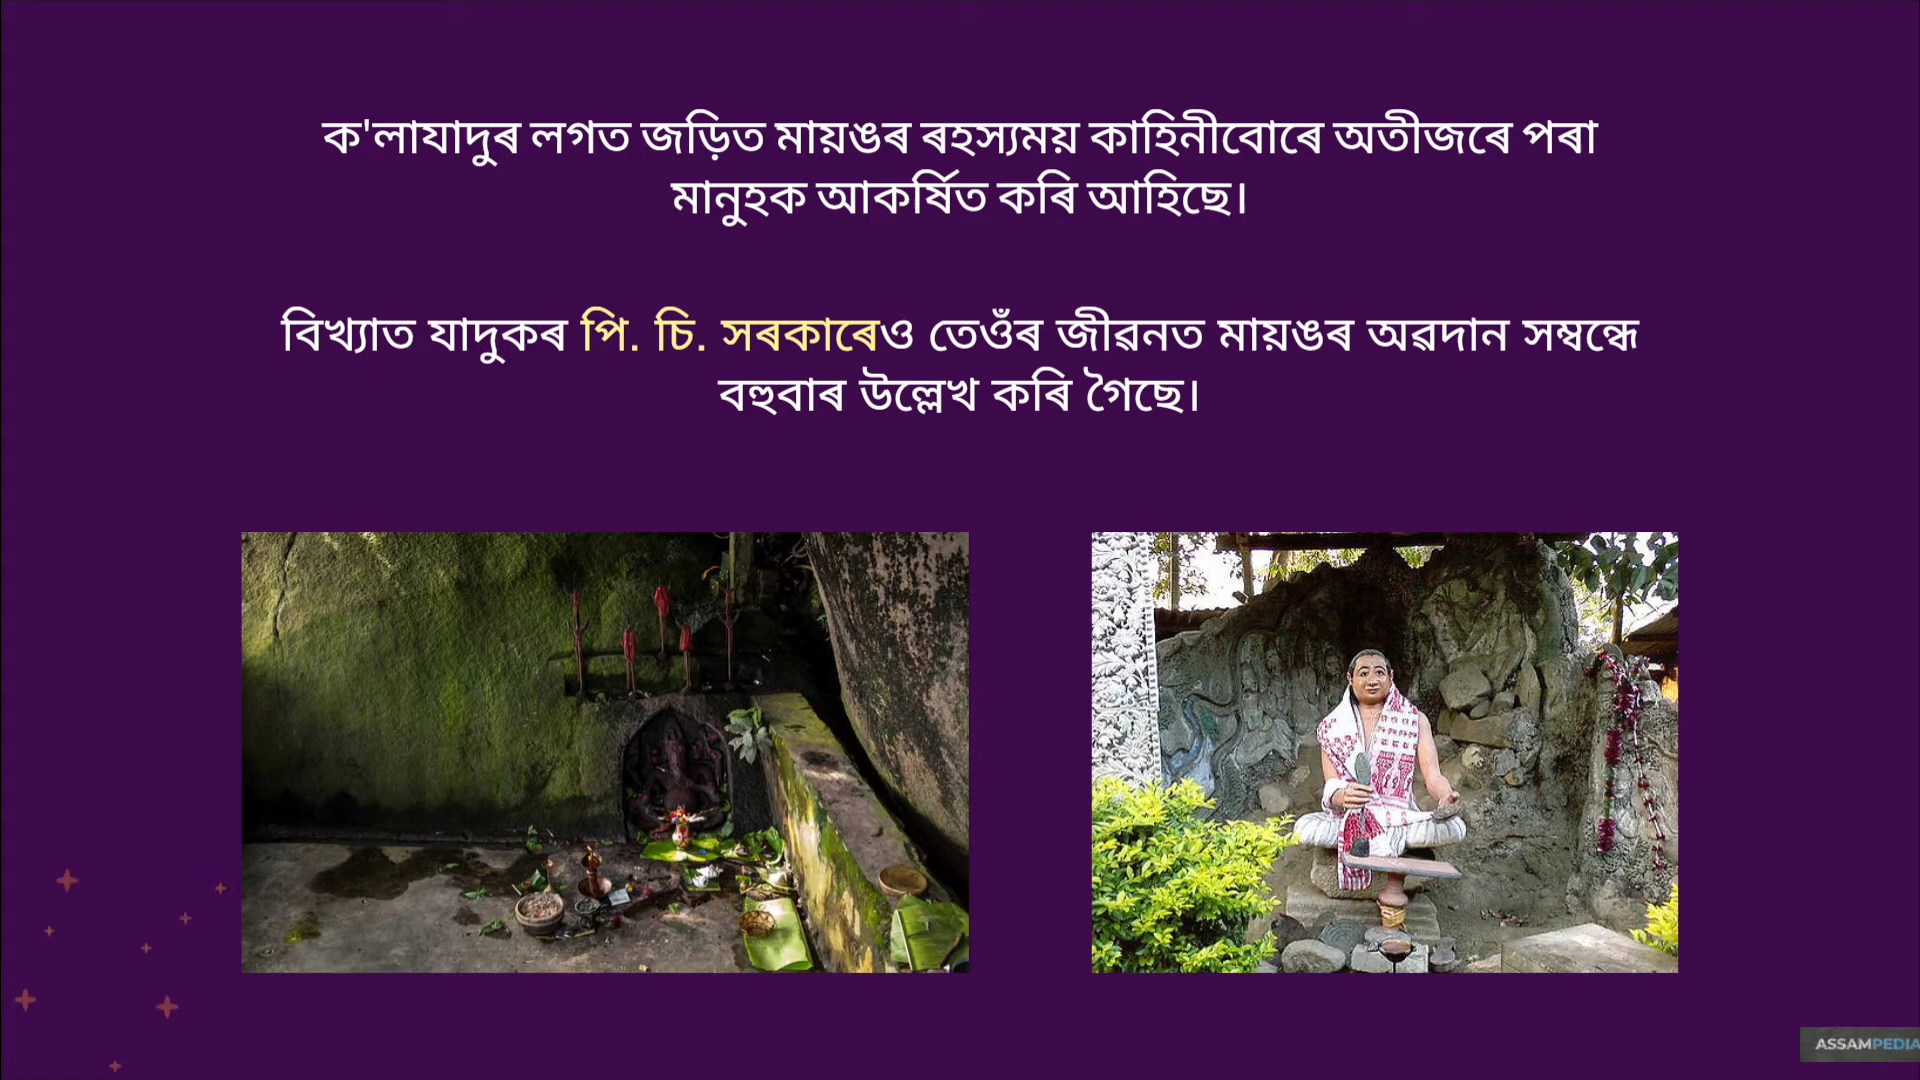 ক'লাযাদুৰ লগত জড়িত মায়ঙৰ ৰহস্যময় কাহিনীবোৰে অতীজৰে পৰা
মানুহক আকৰ্ষিত কৰি আহিছে।
বিখ্যাত যাদুকৰ পি. চি. সৰকাৰেও তেওঁৰ জীৱনত মায়ঙৰ অৱদান সম্বন্ধে
বহুবাৰ উল্লেখ কৰি গৈছে।
ASSAMPEDIA